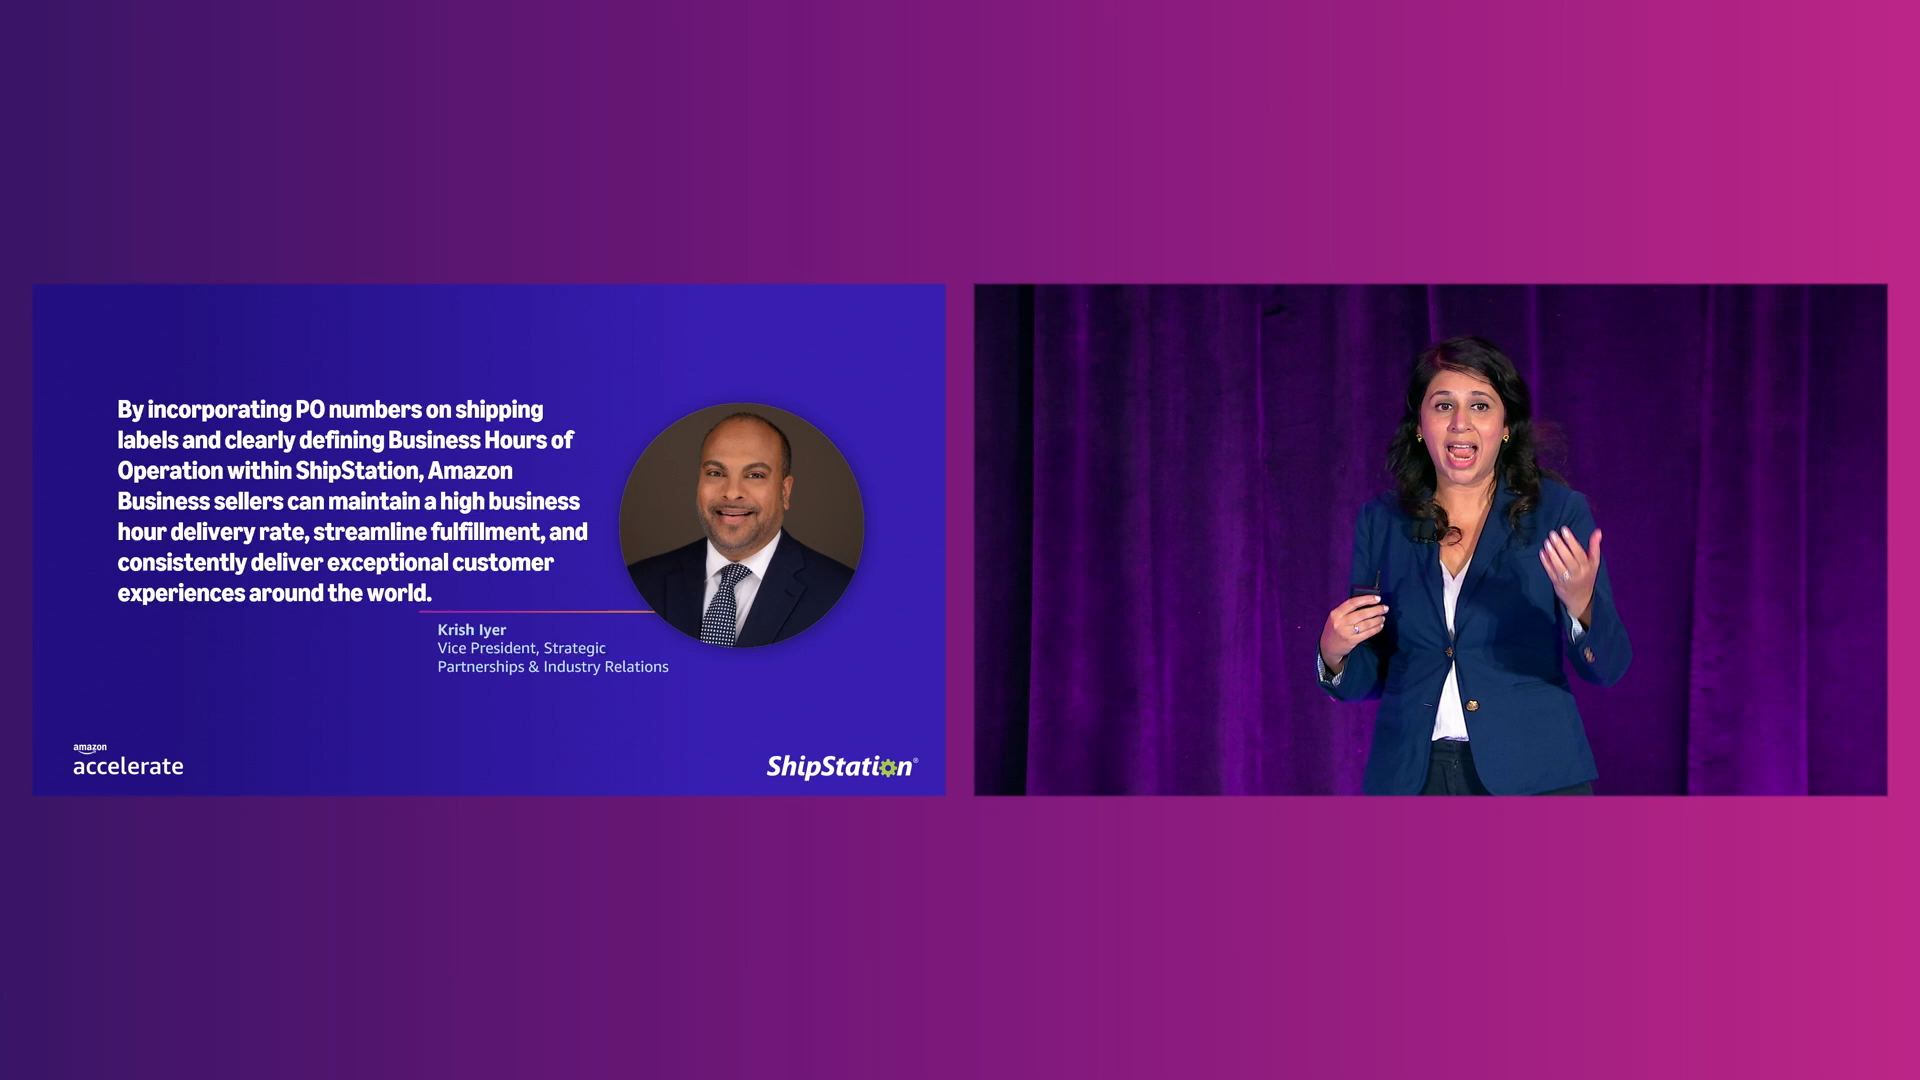 By incorporating PO numbers on shipping
labels and clearly defining Business Hours of
Operation within ShipStation, Amazon
Business sellers can maintain a high business
hour delivery rate, streamline fulfillment, and
consistently deliver exceptional customer
experiences around the world.
Krish Iyer
Vice President, Strategic
Partnerships & Industry Relations
amazon
accelerate
ShipStation®